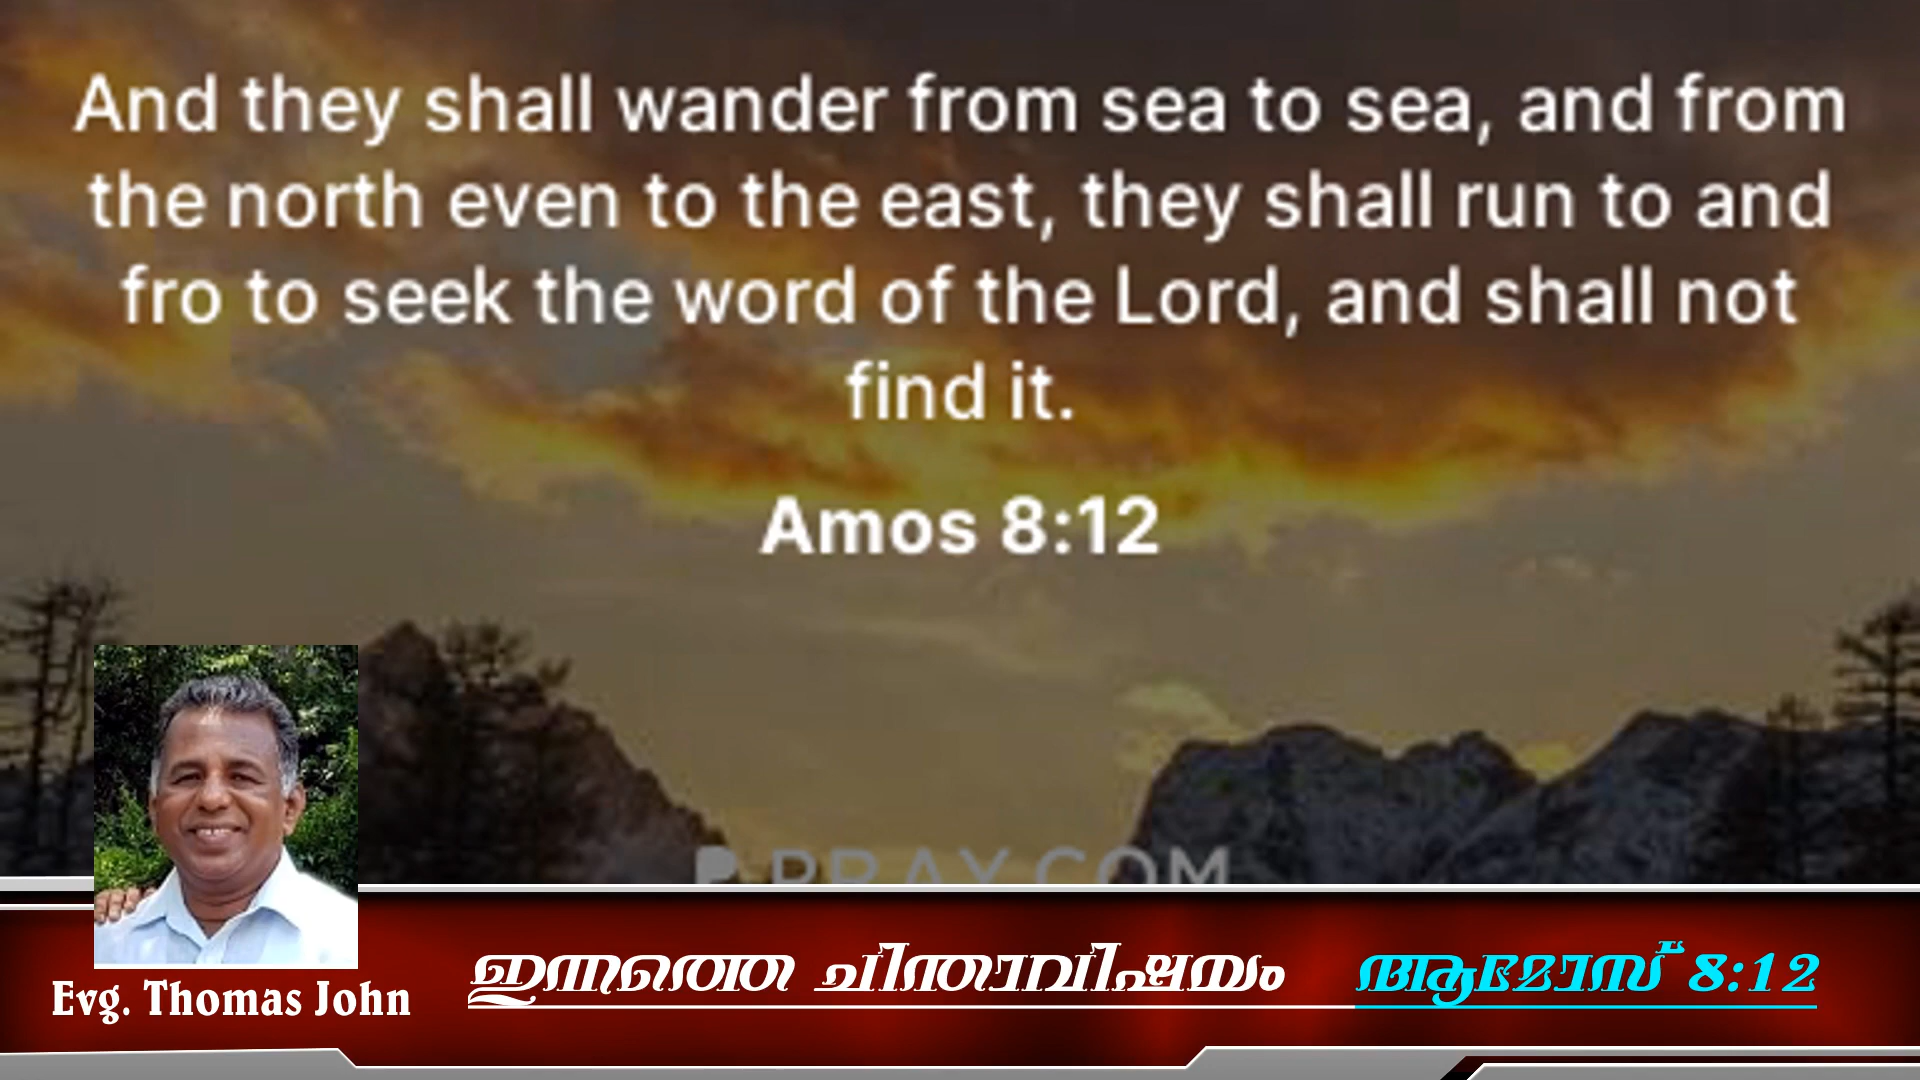 And they shall wander from sea to sea, and from
the north even to the east, they shall run to and
fro to seek the word of the Lord, and shall not
find it.
Amos 8:12
PRAY.COM
Evg. Thomas John
ഇന്നത്തെ ചിന്താവിഷയം ആമോസ് 8:12